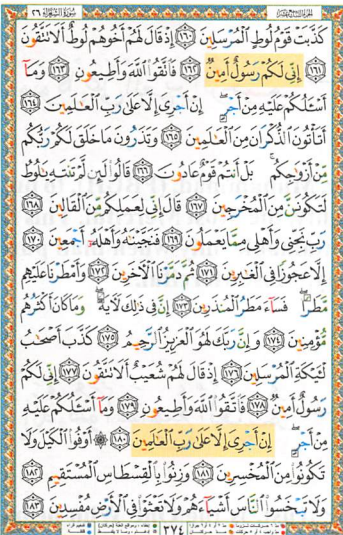 سُورَةُ الشُّعَرَاءِ ٢٦
كَذَّبَتْ قَوْمُ لُوطٍ الْمُرْسَلِينَ ١٦٠ إِذْ قَالَ لَهُمْ أَخُوهُمْ لُوطٌ أَلَا تَتَّقُونَ
١٦١ إِنِّي لَكُمْ رَسُولٌ أَمِينٌ ١٦٢ فَاتَّقُوا اللَّهَ وَأَطِيعُونِ ١٦٣ وَمَا
أَسْـَٔلُكُمْ عَلَيْهِ مِنْ أَجْرٍ إِنْ أَجْرِيَ إِلَّا عَلَىٰ رَبِّ الْعَالَمِينَ ١٦٤
أَتَأْتُونَ الذُّكْرَانَ مِنَ الْعَالَمِينَ ١٦٥ وَتَذَرُونَ مَا خَلَقَ لَكُمْ رَبُّكُم
مِّنْ أَزْوَاجِكُم بَلْ أَنتُمْ قَوْمٌ عَادُونَ ١٦٦ قَالُوا لَئِن لَّمْ تَنتَهِ يَا لُوطُ
لَتَكُونَنَّ مِنَ الْمُخْرَجِينَ ١٦٧ قَالَ إِنِّي لِعَمَلِكُم مِّنَ الْقَالِينَ ١٦٨
رَبِّ نَجِّنِي وَأَهْلِي مِمَّا يَعْمَلُونَ ١٦٩ فَنَجَّيْنَاهُ وَأَهْلَهُ أَجْمَعِينَ ١٧٠
إِلَّا عَجُوزًا فِي الْغَابِرِينَ ١٧١ ثُمَّ دَمَّرْنَا الْآخَرِينَ ١٧٢ وَأَمْطَرْنَا عَلَيْهِم
مَّطَرًا فَسَاءَ مَطَرُ الْمُنذَرِينَ ١٧٣ إِنَّ فِي ذَٰلِكَ لَآيَةً وَمَا كَانَ أَكْثَرُهُم
مُّؤْمِنِينَ ١٧٤ وَإِنَّ رَبَّكَ لَهُوَ الْعَزِيزُ الرَّحِيمُ ١٧٥ كَذَّبَ أَصْحَابُ
لْـَٔيْكَةِ الْمُرْسَلِينَ ١٧٦ إِذْ قَالَ لَهُمْ شُعَيْبٌ أَلَا تَتَّقُونَ ١٧٧ إِنِّي لَكُمْ
رَسُولٌ أَمِينٌ ١٧٨ فَاتَّقُوا اللَّهَ وَأَطِيعُونِ ١٧٩ وَمَا أَسْـَٔلُكُمْ عَلَيْهِ
مِنْ أَجْرٍ إِنْ أَجْرِيَ إِلَّا عَلَىٰ رَبِّ الْعَالَمِينَ ١٨٠ ۞ أَوْفُوا الْكَيْلَ وَلَا
تَكُونُوا مِنَ الْمُخْسِرِينَ ١٨١ وَزِنُوا بِالْقِسْطَاسِ الْمُسْتَقِيمِ ١٨٢
وَلَا تَبْخَسُوا النَّاسَ أَشْيَاءَهُمْ وَلَا تَعْثَوْا فِي الْأَرْضِ مُفْسِدِينَ ١٨٣
٣٧٤